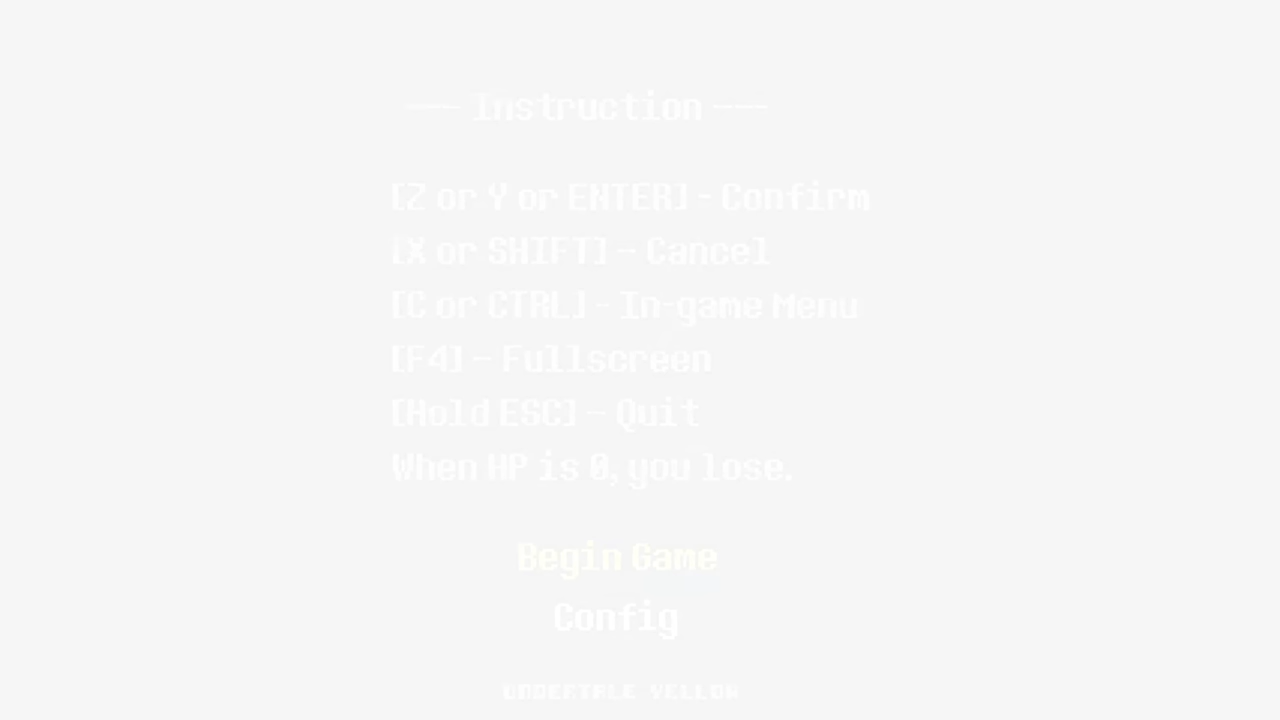 --- Instruction ---
[Z or Y or ENTER] - Confirm
[X or SHIFT] - Cancel
[C or CTRL] - In-game Menu
[F4] - Fullscreen
[Hold ESC] - Quit
When HP is 0, you lose.
Begin Game
Config
UNDERTALE YELLOW